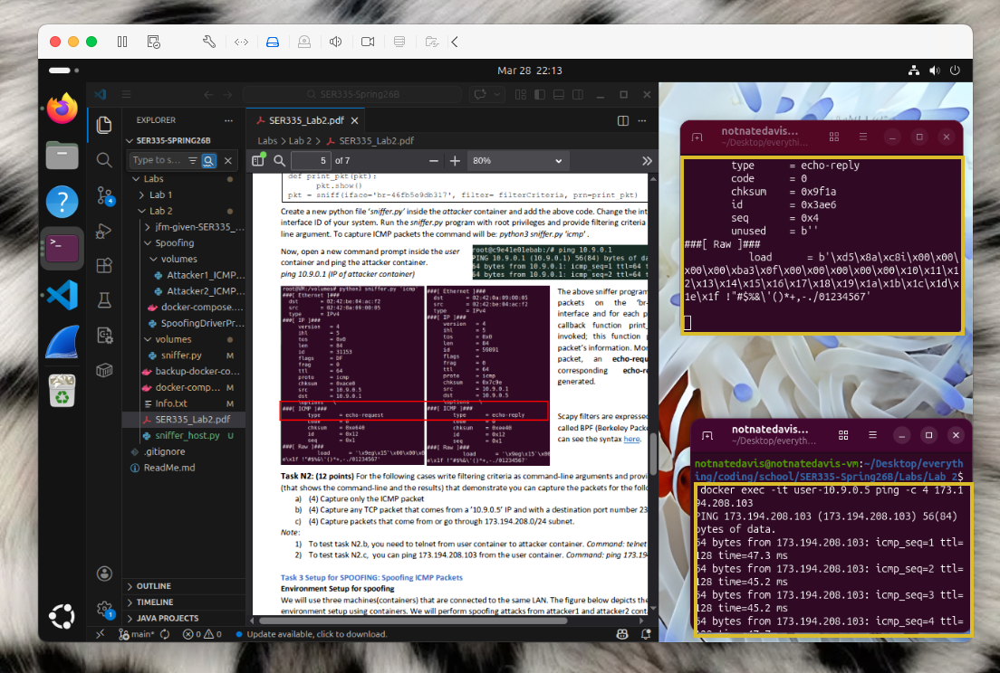 Mar 28 22:13
SER335-Spring26B
EXPLORER
SER335-SPRING26B
Type to s...
Labs
Lab 1
Lab 2
jfm-given-SER335_...
Spoofing
volumes
Attacker1_ICMP...
Attacker2_ICMP...
docker-compose....
SpoofingDriverPr...
volumes
sniffer.py M
backup-docker-co...
docker-comp... M
Info.txt M
SER335_Lab2.pdf
sniffer_host.py U
.gitignore
ReadMe.md
OUTLINE
TIMELINE
JAVA PROJECTS
4
1
main*
0 0
Update available, click to download.
SER335_Lab2.pdf
Labs > Lab 2 > SER335_Lab2.pdf
5 of 7
80%
def print_pkt(pkt):
pkt.show()
pkt = sniff(iface='br-46fb5e9db317', filter= filterCriteria, prn=print_pkt)
Create a new python file 'sniffer.py' inside the attacker container and add the above code. Change the int
interface ID of your system. Run the sniffer.py program with root privileges and provide filtering criteria
line argument. To capture ICMP packets the command will be: python3 sniffer.py 'icmp' .
Now, open a new command prompt inside the user
container and ping the attacker container.
ping 10.9.0.1 (IP of attacker container)
root@c9e41e01ebab:/# ping 10.9.0.1
PING 10.9.0.1 (10.9.0.1) 56(84) bytes of da
64 bytes from 10.9.0.1: icmp_seq=1 ttl=64 t
64 bytes from 10.9.0.1: icmp_seq=2 ttl=64 t
root@VM:/volumes# python3 sniffer.py 'icmp'
###[ Ethernet ]###
dst = 02:42:be:04:ac:f2
src = 02:42:0a:09:00:05
type = IPv4
###[ IP ]###
version = 4
ihl = 5
tos = 0x0
len = 84
id = 31153
flags = DF
frag = 0
ttl = 64
proto = icmp
chksum = 0xace0
src = 10.9.0.5
dst = 10.9.0.1
\options \
###[ ICMP ]###
type = echo-request
code = 0
chksum = 0xe640
id = 0x12
seq = 0x1
###[ Raw ]###
###[ Ethernet ]###
dst = 02:42:0a:09:00:05
src = 02:42:be:04:ac:f2
type = IPv4
###[ IP ]###
version = 4
ihl = 5
tos = 0x0
len = 84
id = 59891
flags =
frag = 0
ttl = 64
proto = icmp
chksum = 0x7c9e
src = 10.9.0.1
dst = 10.9.0.5
\options \
###[ ICMP ]###
type = echo-reply
code = 0
chksum = 0xee40
id = 0x12
seq = 0x1
###[ Raw ]###
The above sniffer program
packets on the 'br-
interface and for each p
callback function print_
invoked; this function p
packet's information. Mor
packet, an echo-requ
corresponding echo-re
generated.
Scapy filters are expressed
called BPF (Berkeley Packe
can see the syntax here.
Task N2: (12 points) For the following cases write filtering criteria as command-line arguments and provi
(that shows the command-line and the results) that demonstrate you can capture the packets for the follo
a) (4) Capture only the ICMP packet
b) (4) Capture any TCP packet that comes from a '10.9.0.5' IP and with a destination port number 23
c) (4) Capture packets that come from or go through 173.194.208.0/24 subnet.
Note:
1) To test task N2.b, you need to telnet from user container to attacker container. Command: telnet
2) To test task N2.c, you can ping 173.194.208.103 from the user container. Command: ping 173.19
Task 3 Setup for SPOOFING: Spoofing ICMP Packets
Environment Setup for spoofing
We will use three machines(containers) that are connected to the same LAN. The figure below depicts the
environment setup using containers. We will perform spoofing attacks from attacker1 and attacker2 cont
notnatedavis...
~/Desktop/everythi...
type = echo-reply
code = 0
chksum = 0x9f1a
id = 0x3ae6
seq = 0x4
unused = b''
###[ Raw ]###
load = b'\xd5\x8a\xc8i\x00\x00\
x00\x00\xba3\x0f\x00\x00\x00\x00\x00\x10\x11\x1
2\x13\x14\x15\x16\x17\x18\x19\x1a\x1b\x1c\x1d\x
1e\x1f !"#$%&\'()*+,-./01234567'
notnatedavis...
~/Desktop/everyth...
notnatedavis@notnatedavis-vm:~/Desktop/everyt
hing/coding/school/SER335-Spring26B/Labs/Lab 2$
docker exec -it user-10.9.0.5 ping -c 4 173.1
94.208.103
PING 173.194.208.103 (173.194.208.103) 56(84)
bytes of data.
64 bytes from 173.194.208.103: icmp_seq=1 ttl=
128 time=47.3 ms
64 bytes from 173.194.208.103: icmp_seq=2 ttl=
128 time=45.2 ms
64 bytes from 173.194.208.103: icmp_seq=3 ttl=
128 time=45.2 ms
64 bytes from 173.194.208.103: icmp_seq=4 ttl=